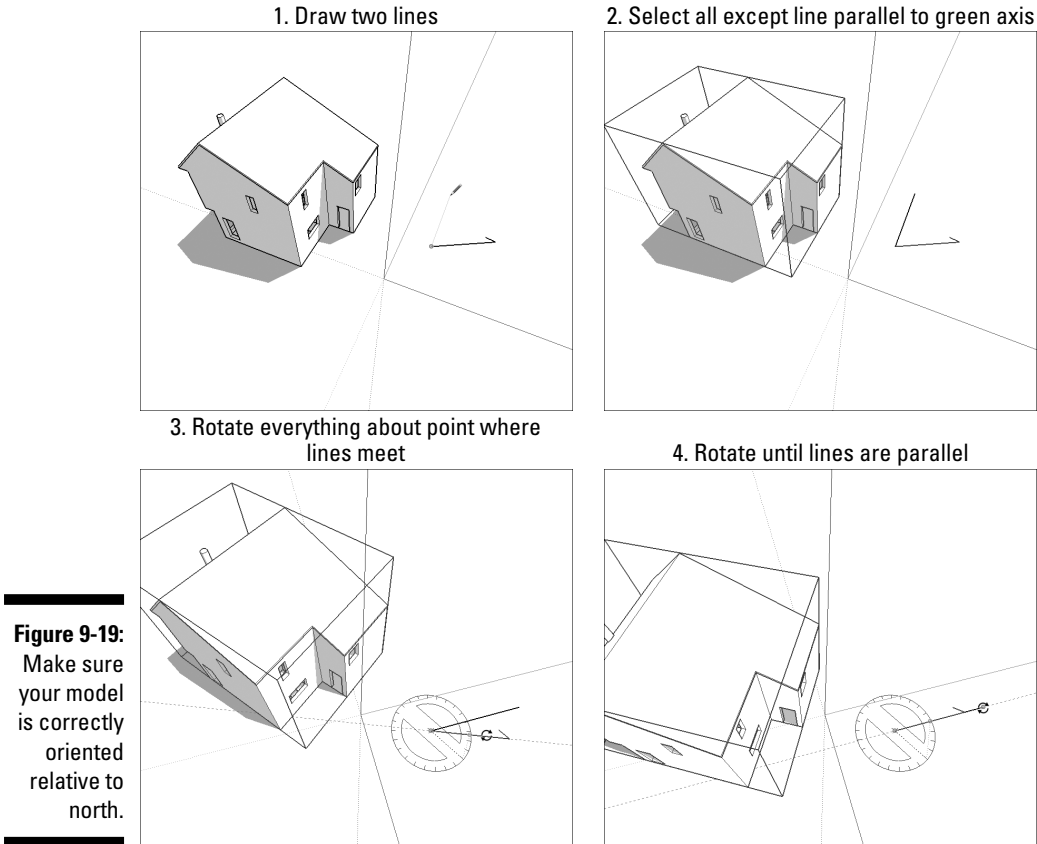 1. Draw two lines
2. Select all except line parallel to green axis
3. Rotate everything about point where
lines meet
4. Rotate until lines are parallel
Figure 9-19:
Make sure
your model
is correctly
oriented
relative to
north.